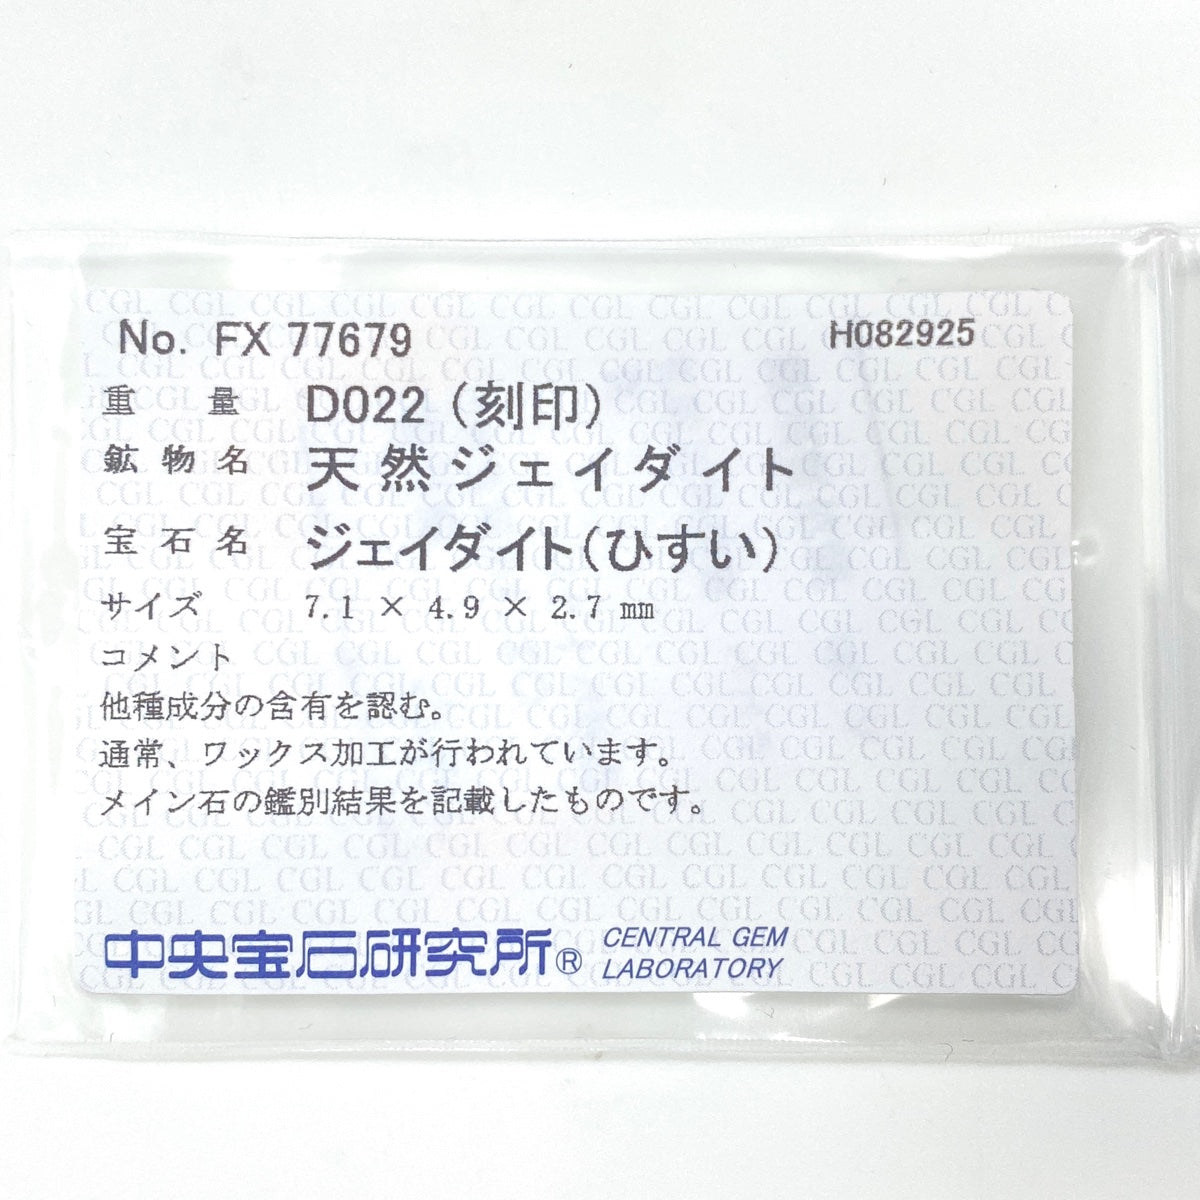 No. FX 77679 H082925
重量 D022（刻印）
鉱物名 天然ジェイダイト
宝石名 ジェイダイト(ひすい)
サイズ 7.1 × 4.9 × 2.7 mm
コメント
他種成分の含有を認む。
通常、ワックス加工が行われています。
メイン石の鑑別結果を記載したものです。
中央宝石研究所® CENTRAL GEM
LABORATORY